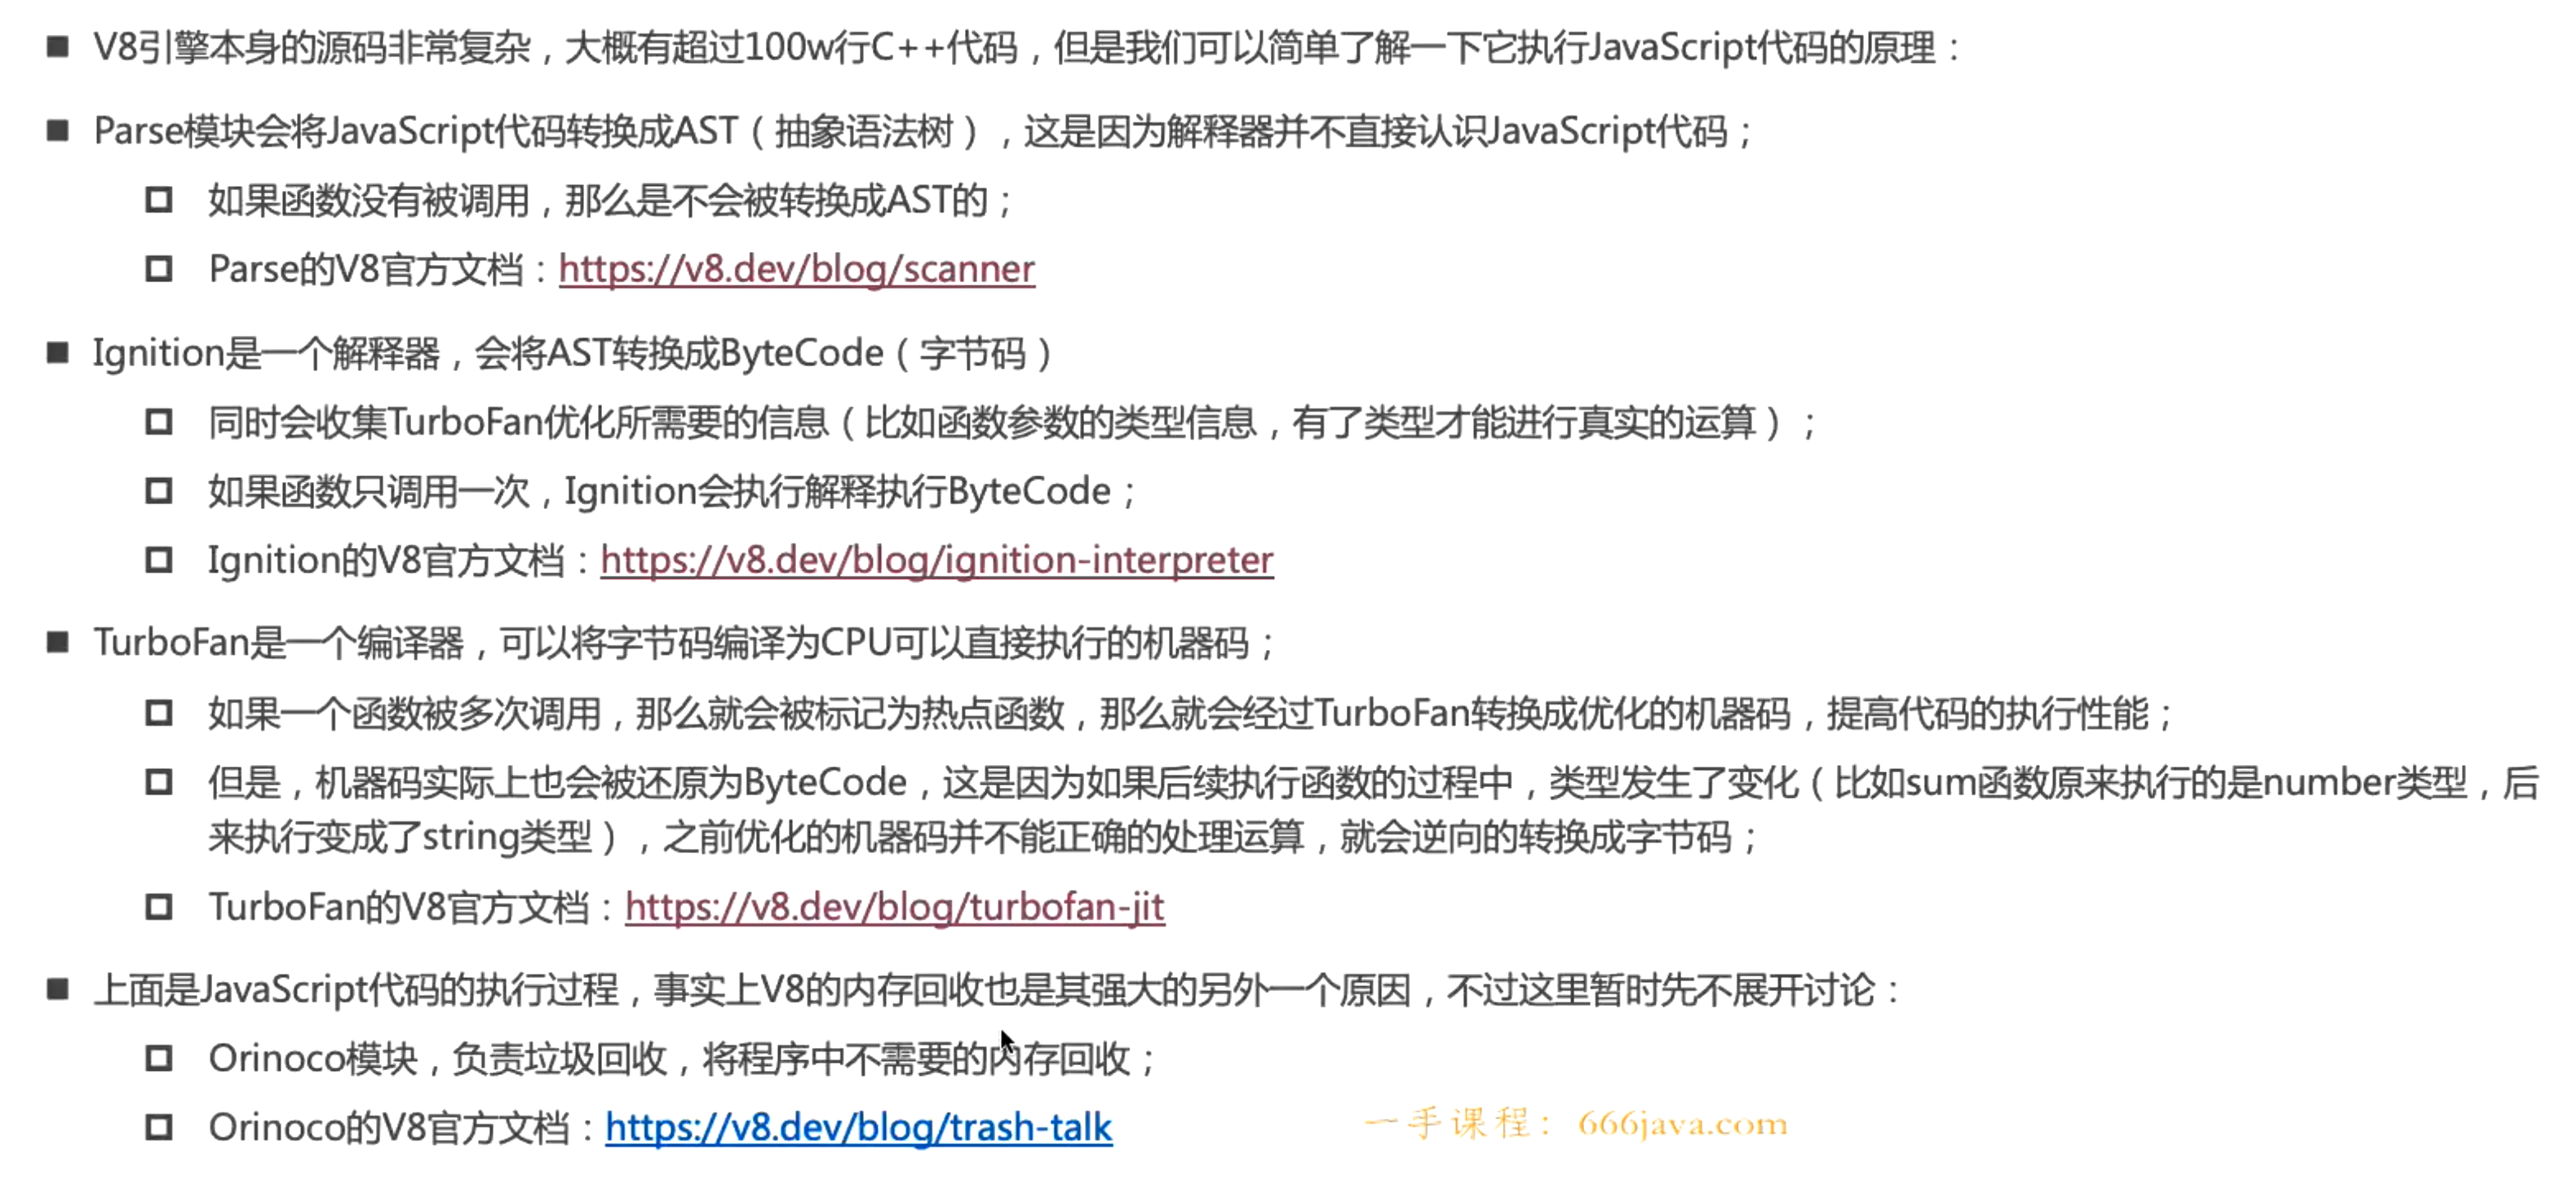 V8引擎本身的源码非常复杂，大概有超过100w行C++代码，但是我们可以简单了解一下它执行JavaScript代码的原理：
Parse模块会将JavaScript代码转换成AST（抽象语法树），这是因为解释器并不直接认识JavaScript代码；
如果函数没有被调用，那么是不会被转换成AST的；
Parse的V8官方文档：https://v8.dev/blog/scanner
Ignition是一个解释器，会将AST转换成ByteCode（字节码）
同时会收集TurboFan优化所需要的信息（比如函数参数的类型信息，有了类型才能进行真实的运算）；
如果函数只调用一次，Ignition会执行解释执行ByteCode；
Ignition的V8官方文档：https://v8.dev/blog/ignition-interpreter
TurboFan是一个编译器，可以将字节码编译为CPU可以直接执行的机器码；
如果一个函数被多次调用，那么就会被标记为热点函数，那么就会经过TurboFan转换成优化的机器码，提高代码的执行性能；
但是，机器码实际上也会被还原为ByteCode，这是因为如果后续执行函数的过程中，类型发生了变化（比如sum函数原来执行的是number类型，后
来执行变成了string类型），之前优化的机器码并不能正确的处理运算，就会逆向的转换成字节码；
TurboFan的V8官方文档：https://v8.dev/blog/turbofan-jit
上面是JavaScript代码的执行过程，事实上V8的内存回收也是其强大的另外一个原因，不过这里暂时先不展开讨论：
Orinoco模块，负责垃圾回收，将程序中不需要的内存回收；
Orinoco的V8官方文档：https://v8.dev/blog/trash-talk
一手课程：666java.com